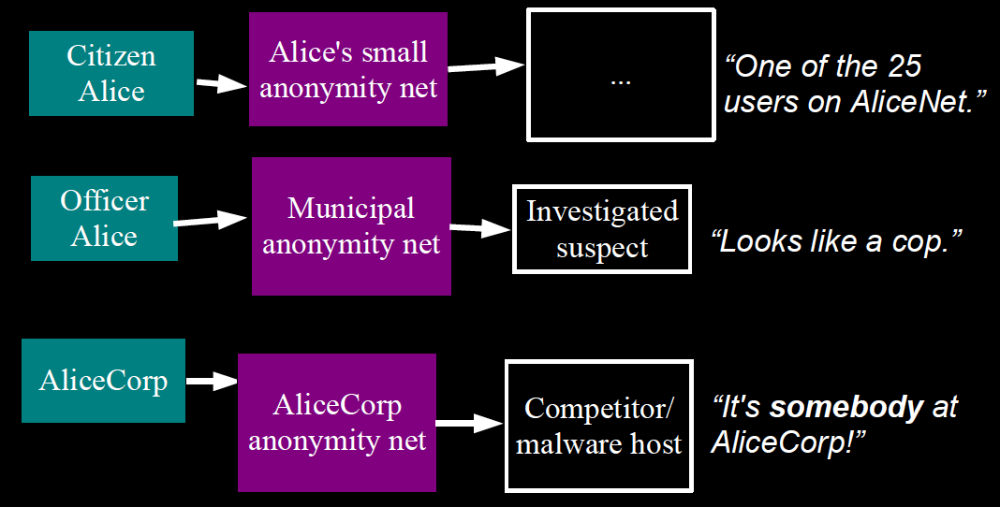 Citizen
Alice
Alice's small
anonymity net
...
“One of the 25
users on AliceNet.”
Officer
Alice
Municipal
anonymity net
Investigated
suspect
“Looks like a cop.”
AliceCorp
AliceCorp
anonymity net
Competitor/
malware host
“It's somebody at
AliceCorp!”